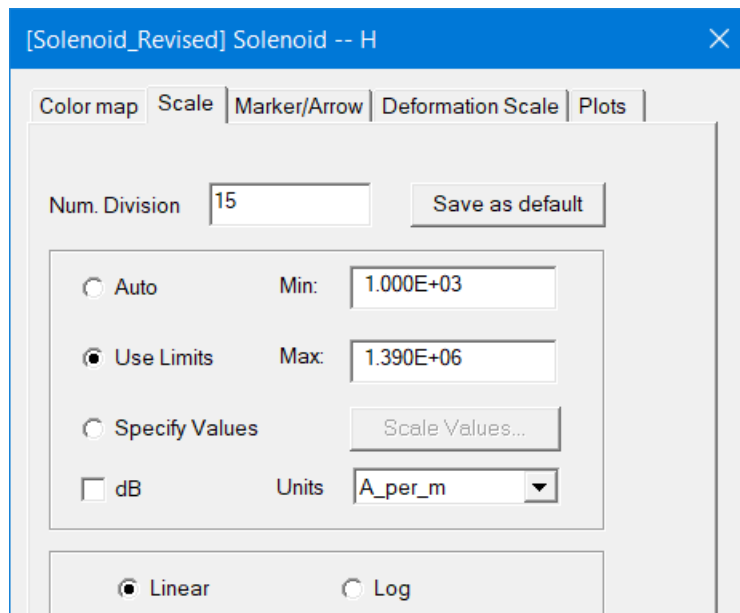 [Solenoid_Revised] Solenoid -- H
Color map Scale Marker/Arrow Deformation Scale Plots
Num. Division 15 Save as default
Auto Min: 1.000E+03
Use Limits Max: 1.390E+06
Specify Values Scale Values...
dB Units A_per_m
Linear Log